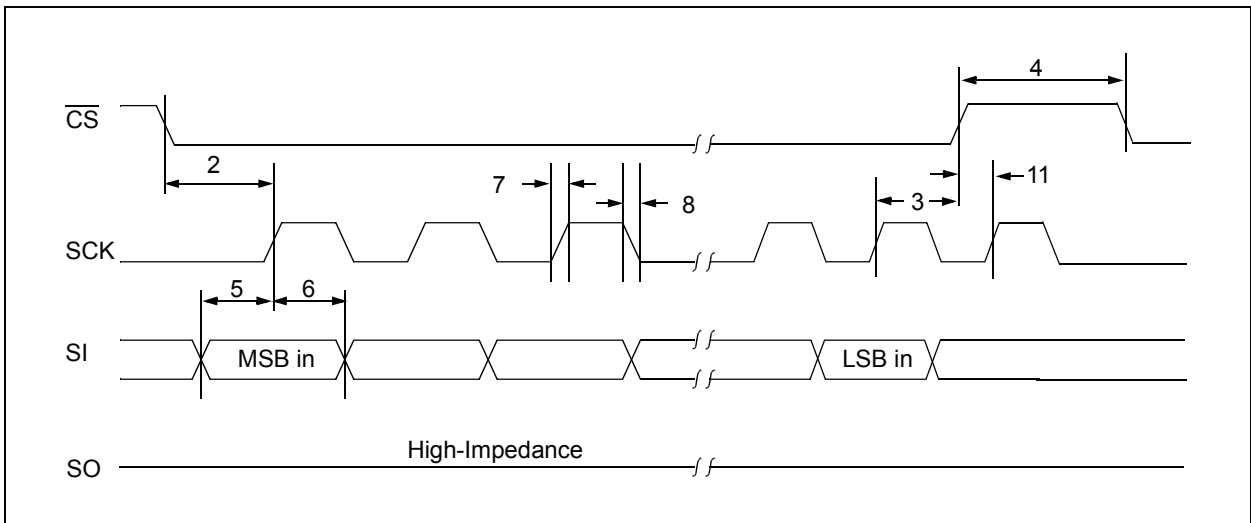 4
CS
2
7
8
3
11
SCK
5
6
SI
MSB in
LSB in
High-Impedance
SO